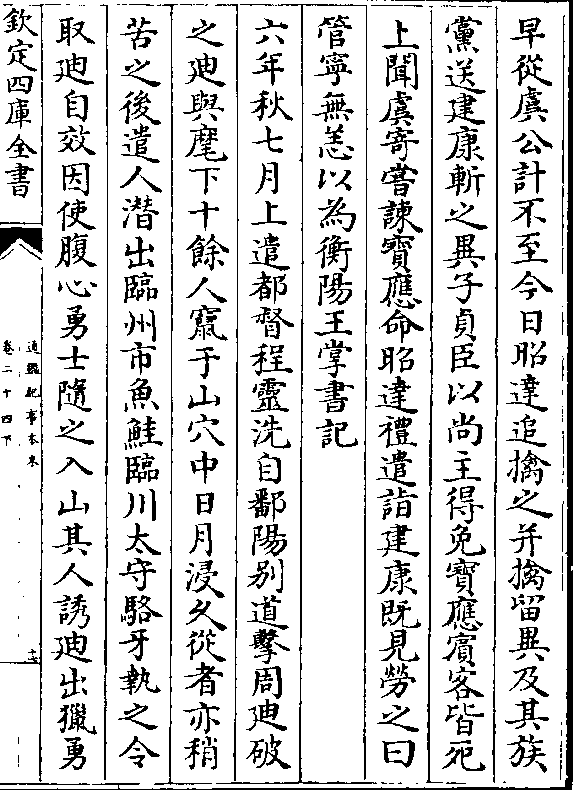 早從虞公計不至今日昭達追擒之并擒留異及其族
黨送建康斬之異子貞臣以尚主得免寶應賓客皆死
上聞虞寄嘗諫寶應命昭達禮遣詣建康既見勞之曰
管寧無恙以為衡陽王掌書記
六年秋七月上遣都督程靈洗自鄱陽別道擊周廸破
之廸與麾下十餘人竄于山穴中日月浸久從者亦稍
苦之後遣人潛出臨州市魚鮭臨川太守駱牙執之令
取廸自效因使腹心勇士隨之入山其人誘廸出獵勇
欽定四庫全書
通鑑紀事本末
卷二十四下